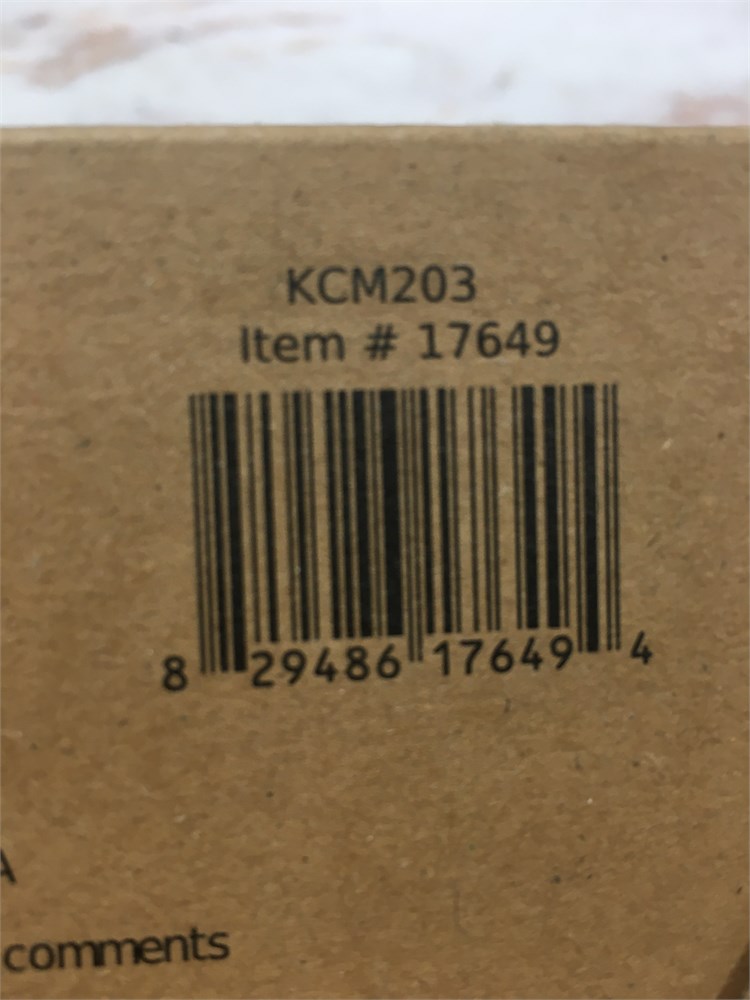 KCM203
Item # 17649
8 29486 17649 4
A
comments